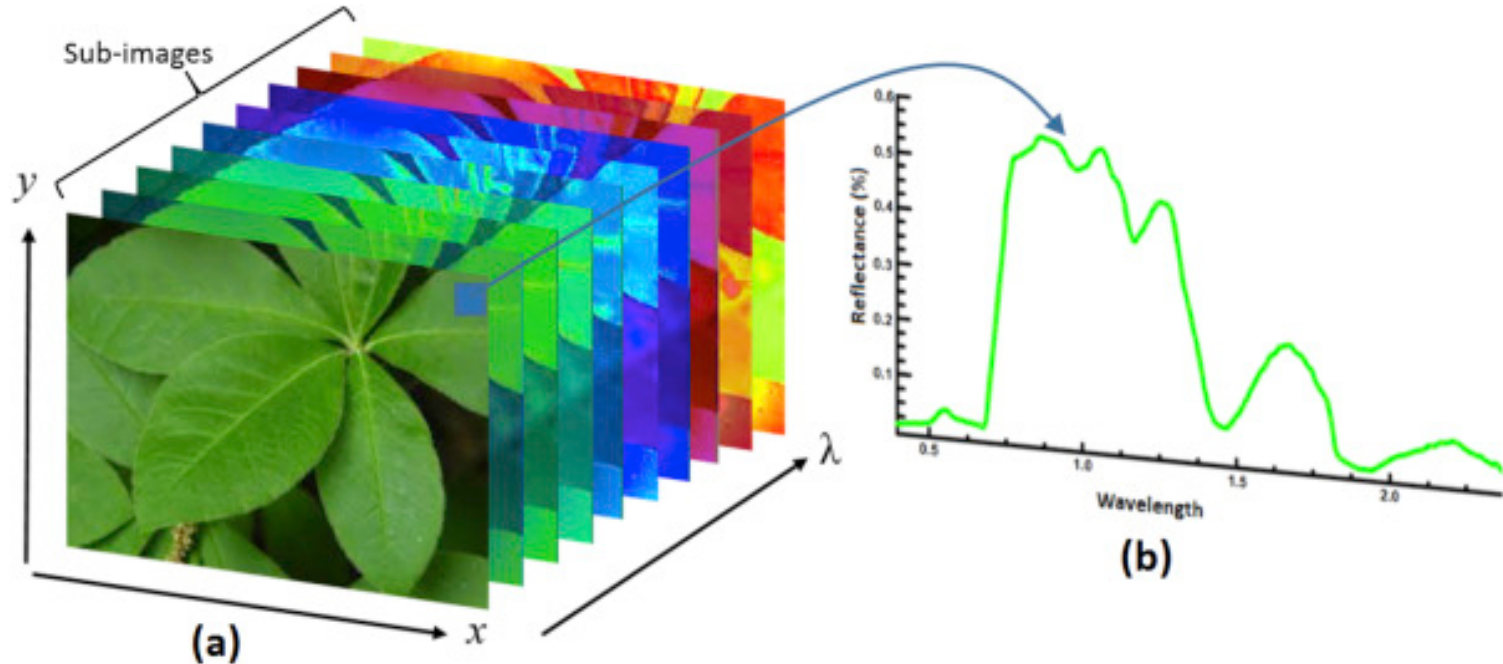 Sub-images
y
x
λ
(a)
Reflectance (%)
0.6
0.5
0.4
0.3
0.2
0.1
0.5
1.0
1.5
2.0
Wavelength
(b)